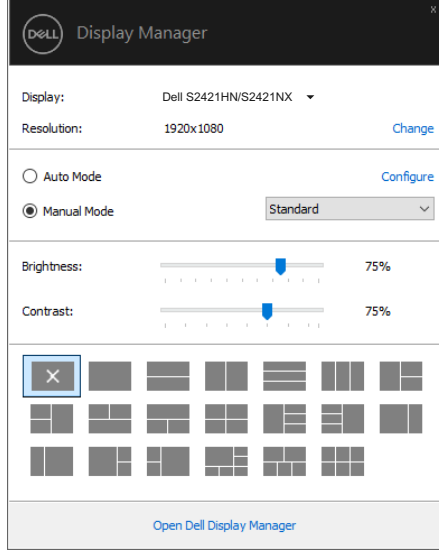 x
DELL Display Manager
Display: Dell S2421HN/S2421NX
Resolution: 1920x1080 Change
Auto Mode Configure
Manual Mode Standard
Brightness: 75%
Contrast: 75%
Open Dell Display Manager